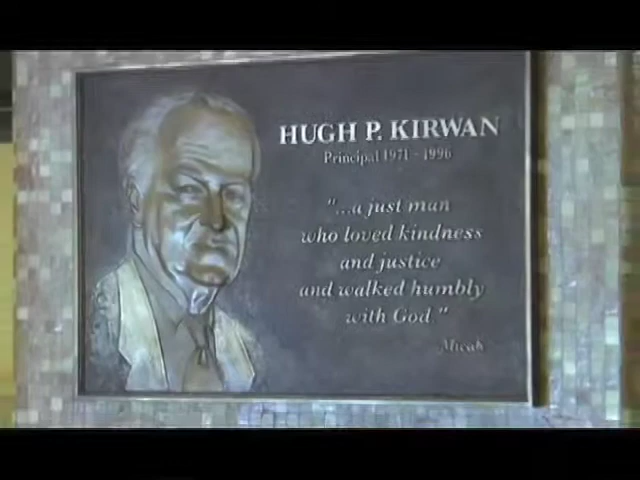 HUGH P. KIRWAN
Principal 1971 - 1996
"...a just man
who loved kindness
and justice
and walked humbly
with God"
Micah